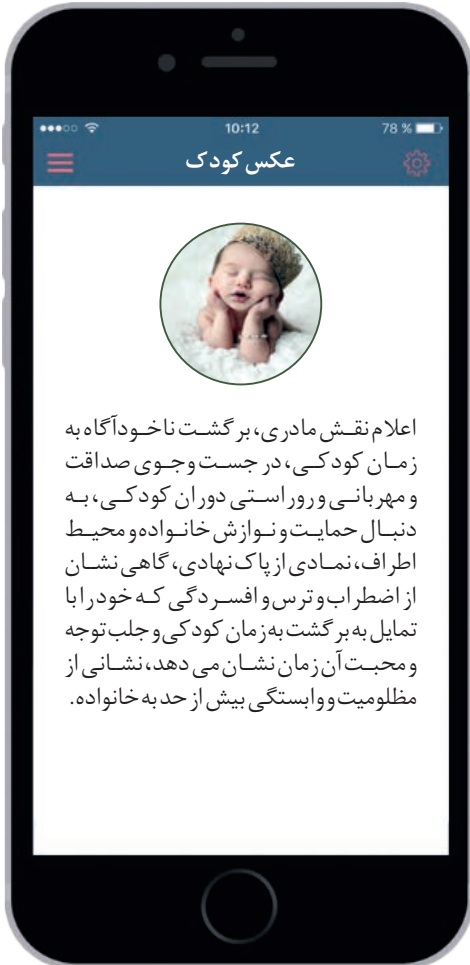 10:12
78 %
عکس کودک
اعلام نقش مادری، برگشت ناخودآگاه به
زمان کودکی، در جست وجوی صداقت
و مهربانی و روراستی دوران کودکی، به
دنبال حمایت و نوازش خانواده و محیط
اطراف، نمادی از پاک نهادی، گاهی نشان
از اضطراب و ترس و افسردگی که خود را با
تمایل به برگشت به زمان کودکی و جلب توجه
و محبت آن زمان نشان می دهد، نشانی از
مظلومیت و وابستگی بیش از حد به خانواده.